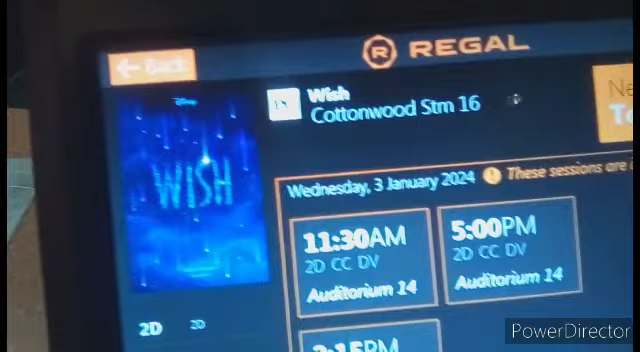 REGAL
← Back
Disney
WISH
Wish
Cottonwood Stm 16
Wednesday, 3 January 2024
These sessions are
11:30AM
2D CC DV
Auditorium 14
5:00PM
2D CC DV
Auditorium 14
2D 2D
PowerDirector